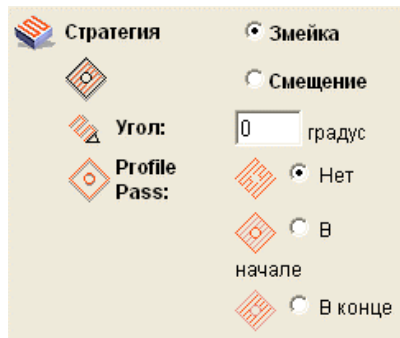 Стратегия Змейка
Смещение
Угол: 0 градус
Profile Нет
Pass:
В
начале
В конце